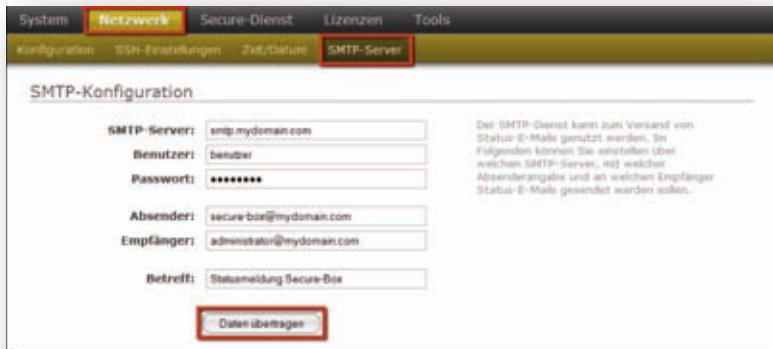 System Netzwerk Secure-Dienst Lizenzen Tools
Konfiguration SSH-Einstellungen Zeit/Datum SMTP-Server
SMTP-Konfiguration
SMTP-Server: smtp.mydomain.com
Benutzer: benutzer
Passwort: ••••••••
Absender: secure-box@mydomain.com
Empfänger: administrator@mydomain.com
Betreff: Statusmeldung Secure-Box
Daten übertragen
Der SMTP-Dienst kann zum Versand von
Status-E-Mails genutzt werden. Im
Folgenden können Sie einstellen über
welchen SMTP-Server, mit welcher
Absenderangabe und an welchen Empfänger
Status-E-Mails gesendet werden sollen.